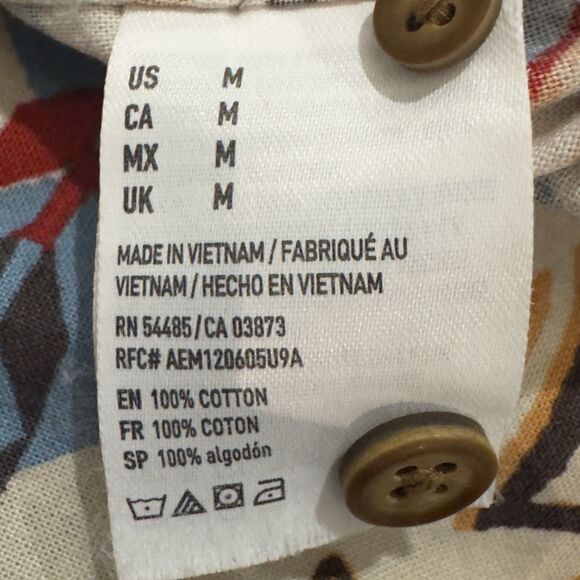 US M
CA M
MX M
UK M
MADE IN VIETNAM / FABRIQUÉ AU
VIETNAM / HECHO EN VIETNAM
RN 54485 / CA 03873
RFC# AEM120605U9A
EN 100% COTTON
FR 100% COTON
SP 100% algodón